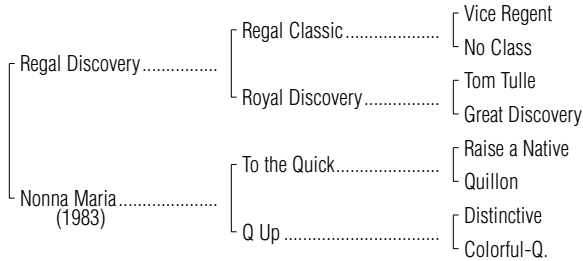 Vice Regent
Regal Classic....................
No Class
Regal Discovery................
Tom Tulle
Royal Discovery................
Great Discovery
Raise a Native
To the Quick......................
Quillon
Nonna Maria.....................
(1983)
Distinctive
Q Up .................................
Colorful-Q.